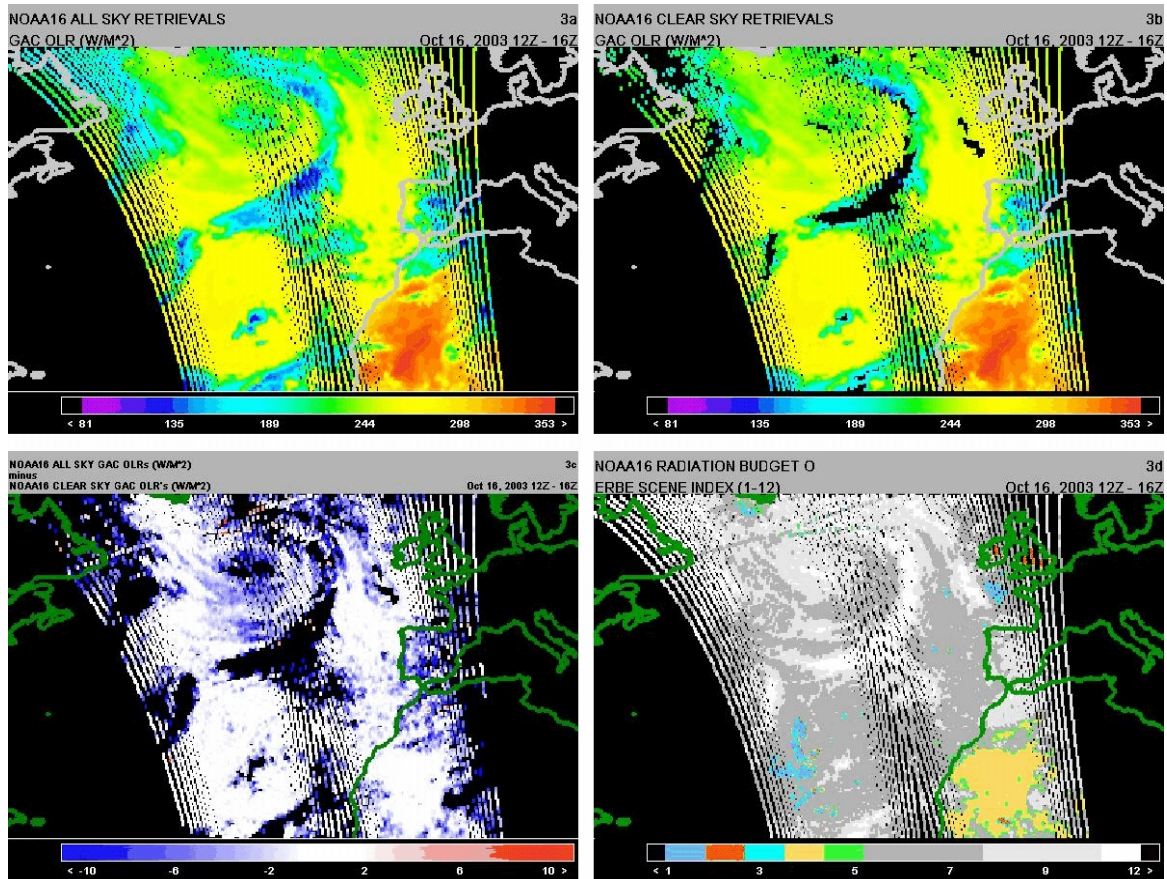 NOAA16 ALL SKY RETRIEVALS 3a
GAC OLR (W/M^2) Oct 16, 2003 12Z - 16Z
< 81 135 189 244 298 353 >
NOAA16 CLEAR SKY RETRIEVALS 3b
GAC OLR (W/M^2) Oct 16, 2003 12Z - 16Z
< 81 135 189 244 298 353 >
NOAA16 ALL SKY GAC OLRs (W/M^2) 3c
minus
NOAA16 CLEAR SKY GAC OLR's (W/M^2) Oct 16, 2003 12Z - 16Z
< -10 -6 -2 2 6 10 >
NOAA16 RADIATION BUDGET O 3d
ERBE SCENE INDEX (1-12) Oct 16, 2003 12Z - 16Z
< 1 3 5 7 9 12 >